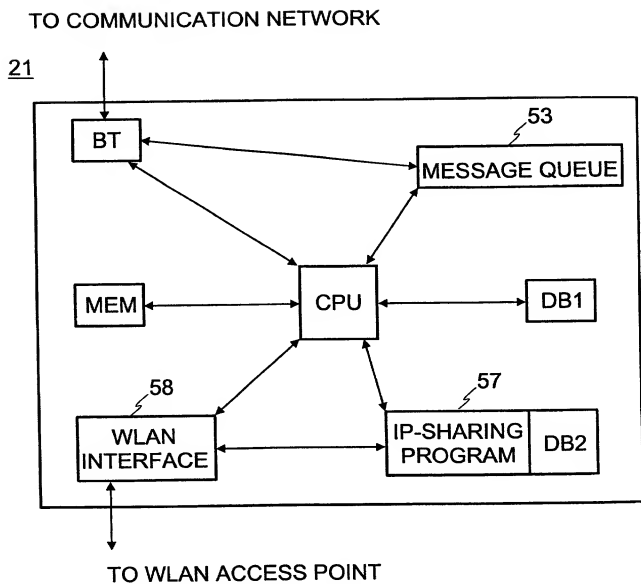 TO COMMUNICATION NETWORK
21
BT
53
MESSAGE QUEUE
MEM
CPU
DB1
58
57
WLAN
INTERFACE
IP-SHARING
PROGRAM
DB2
TO WLAN ACCESS POINT